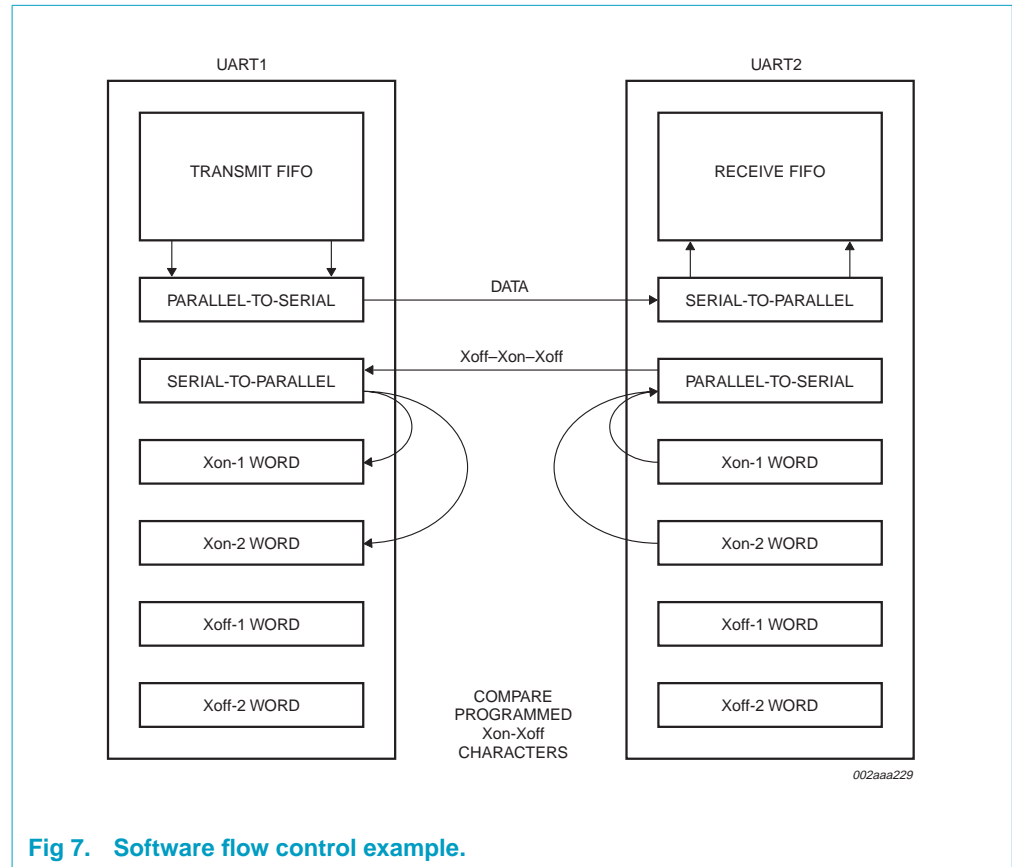 UART1
UART2
TRANSMIT FIFO
RECEIVE FIFO
PARALLEL-TO-SERIAL
DATA
SERIAL-TO-PARALLEL
Xoff–Xon–Xoff
SERIAL-TO-PARALLEL
PARALLEL-TO-SERIAL
Xon-1 WORD
Xon-1 WORD
Xon-2 WORD
Xon-2 WORD
Xoff-1 WORD
Xoff-1 WORD
Xoff-2 WORD
Xoff-2 WORD
COMPARE
PROGRAMMED
Xon-Xoff
CHARACTERS
002aaa229
Fig 7. Software flow control example.